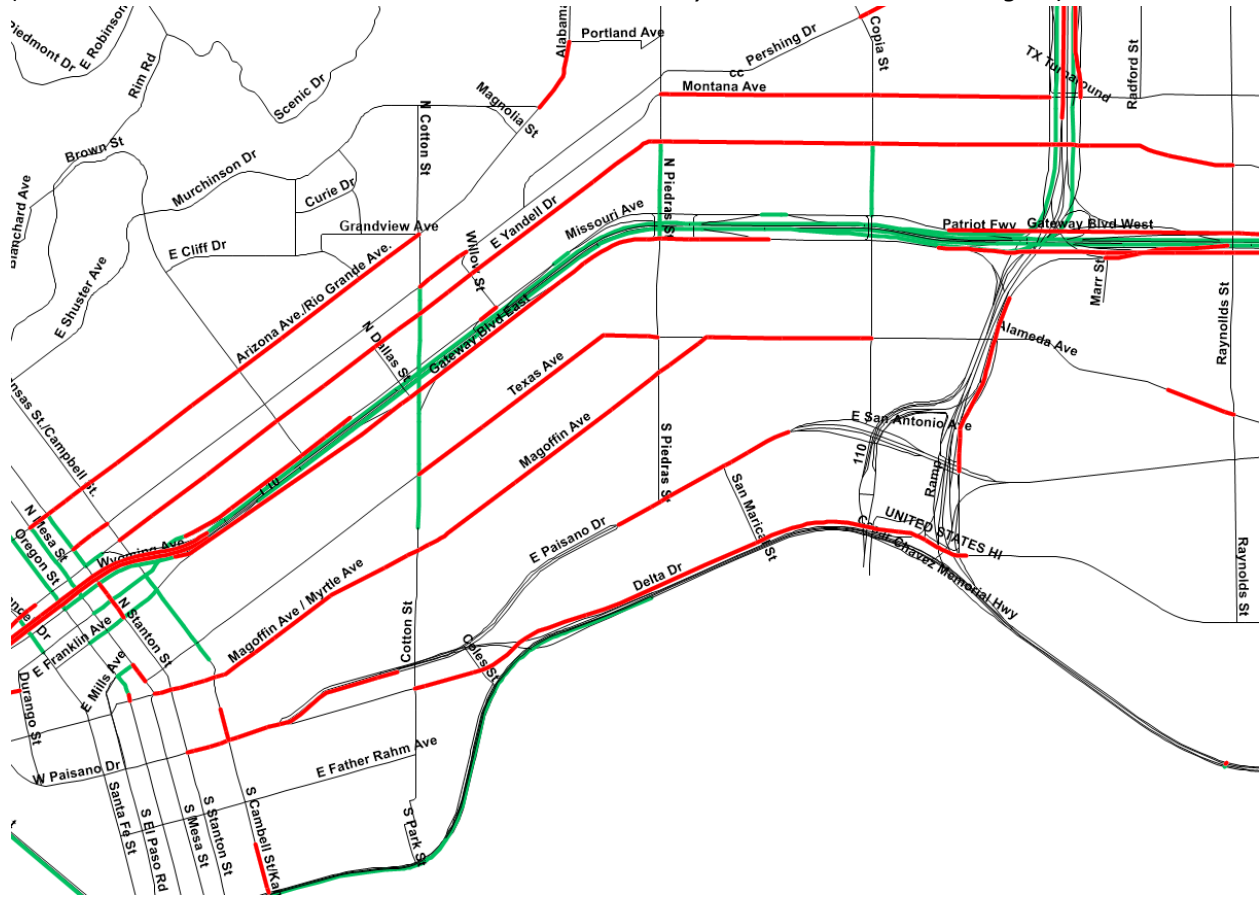 Piedmont Dr
E Robinson
Rim Rd
Scenic Dr
Alabama
Portland Ave
Pershing Dr
cc
Copia St
TX Turnaround
Radford St
Montana Ave
Magnolia St
N Cotton St
Brown St
Murchinson Dr
Curie Dr
Blanchard Ave
Grandview Ave
E Cliff Dr
E Shuster Ave
E Yandell Dr
Missouri Ave
N Piedras St
Willow St
Patriot Fwy
Gateway Blvd West
Marr St
Raynolds St
Arizona Ave./Rio Grande Ave.
N Dallas St
Gateway Blvd East
Alameda Ave
Texas Ave
Magoffin Ave
E San Antonio Ave
S Piedras St
110
Ramp
San Marical St
UNITED STATES HI
Chavez Memorial Hwy
Raynolds St
nsas St./Campbell St.
N Mesa St
Oregon St
Wyoming Ave
E Paisano Dr
Delta Dr
Magoffin Ave / Myrtle Ave
N Stanton St
E Franklin Ave
E Mills Ave
Durango St
Cotton St
Coles St
W Paisano Dr
E Father Rahm Ave
Santa Fe St
S El Paso Rd
S Mesa St
S Stanton St
S Cambell St/Ka
S Park St